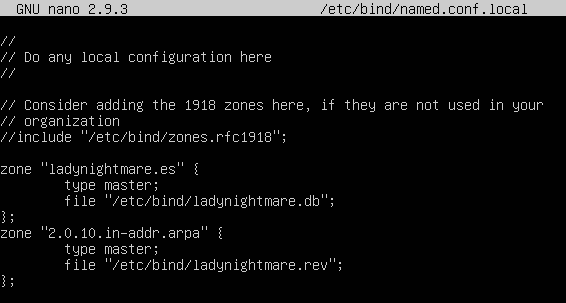 GNU nano 2.9.3 /etc/bind/named.conf.local
//
// Do any local configuration here
//
// Consider adding the 1918 zones here, if they are not used in your
// organization
//include "/etc/bind/zones.rfc1918";
zone "ladynightmare.es" {
type master;
file "/etc/bind/ladynightmare.db";
};
zone "2.0.10.in-addr.arpa" {
type master;
file "/etc/bind/ladynightmare.rev";
};